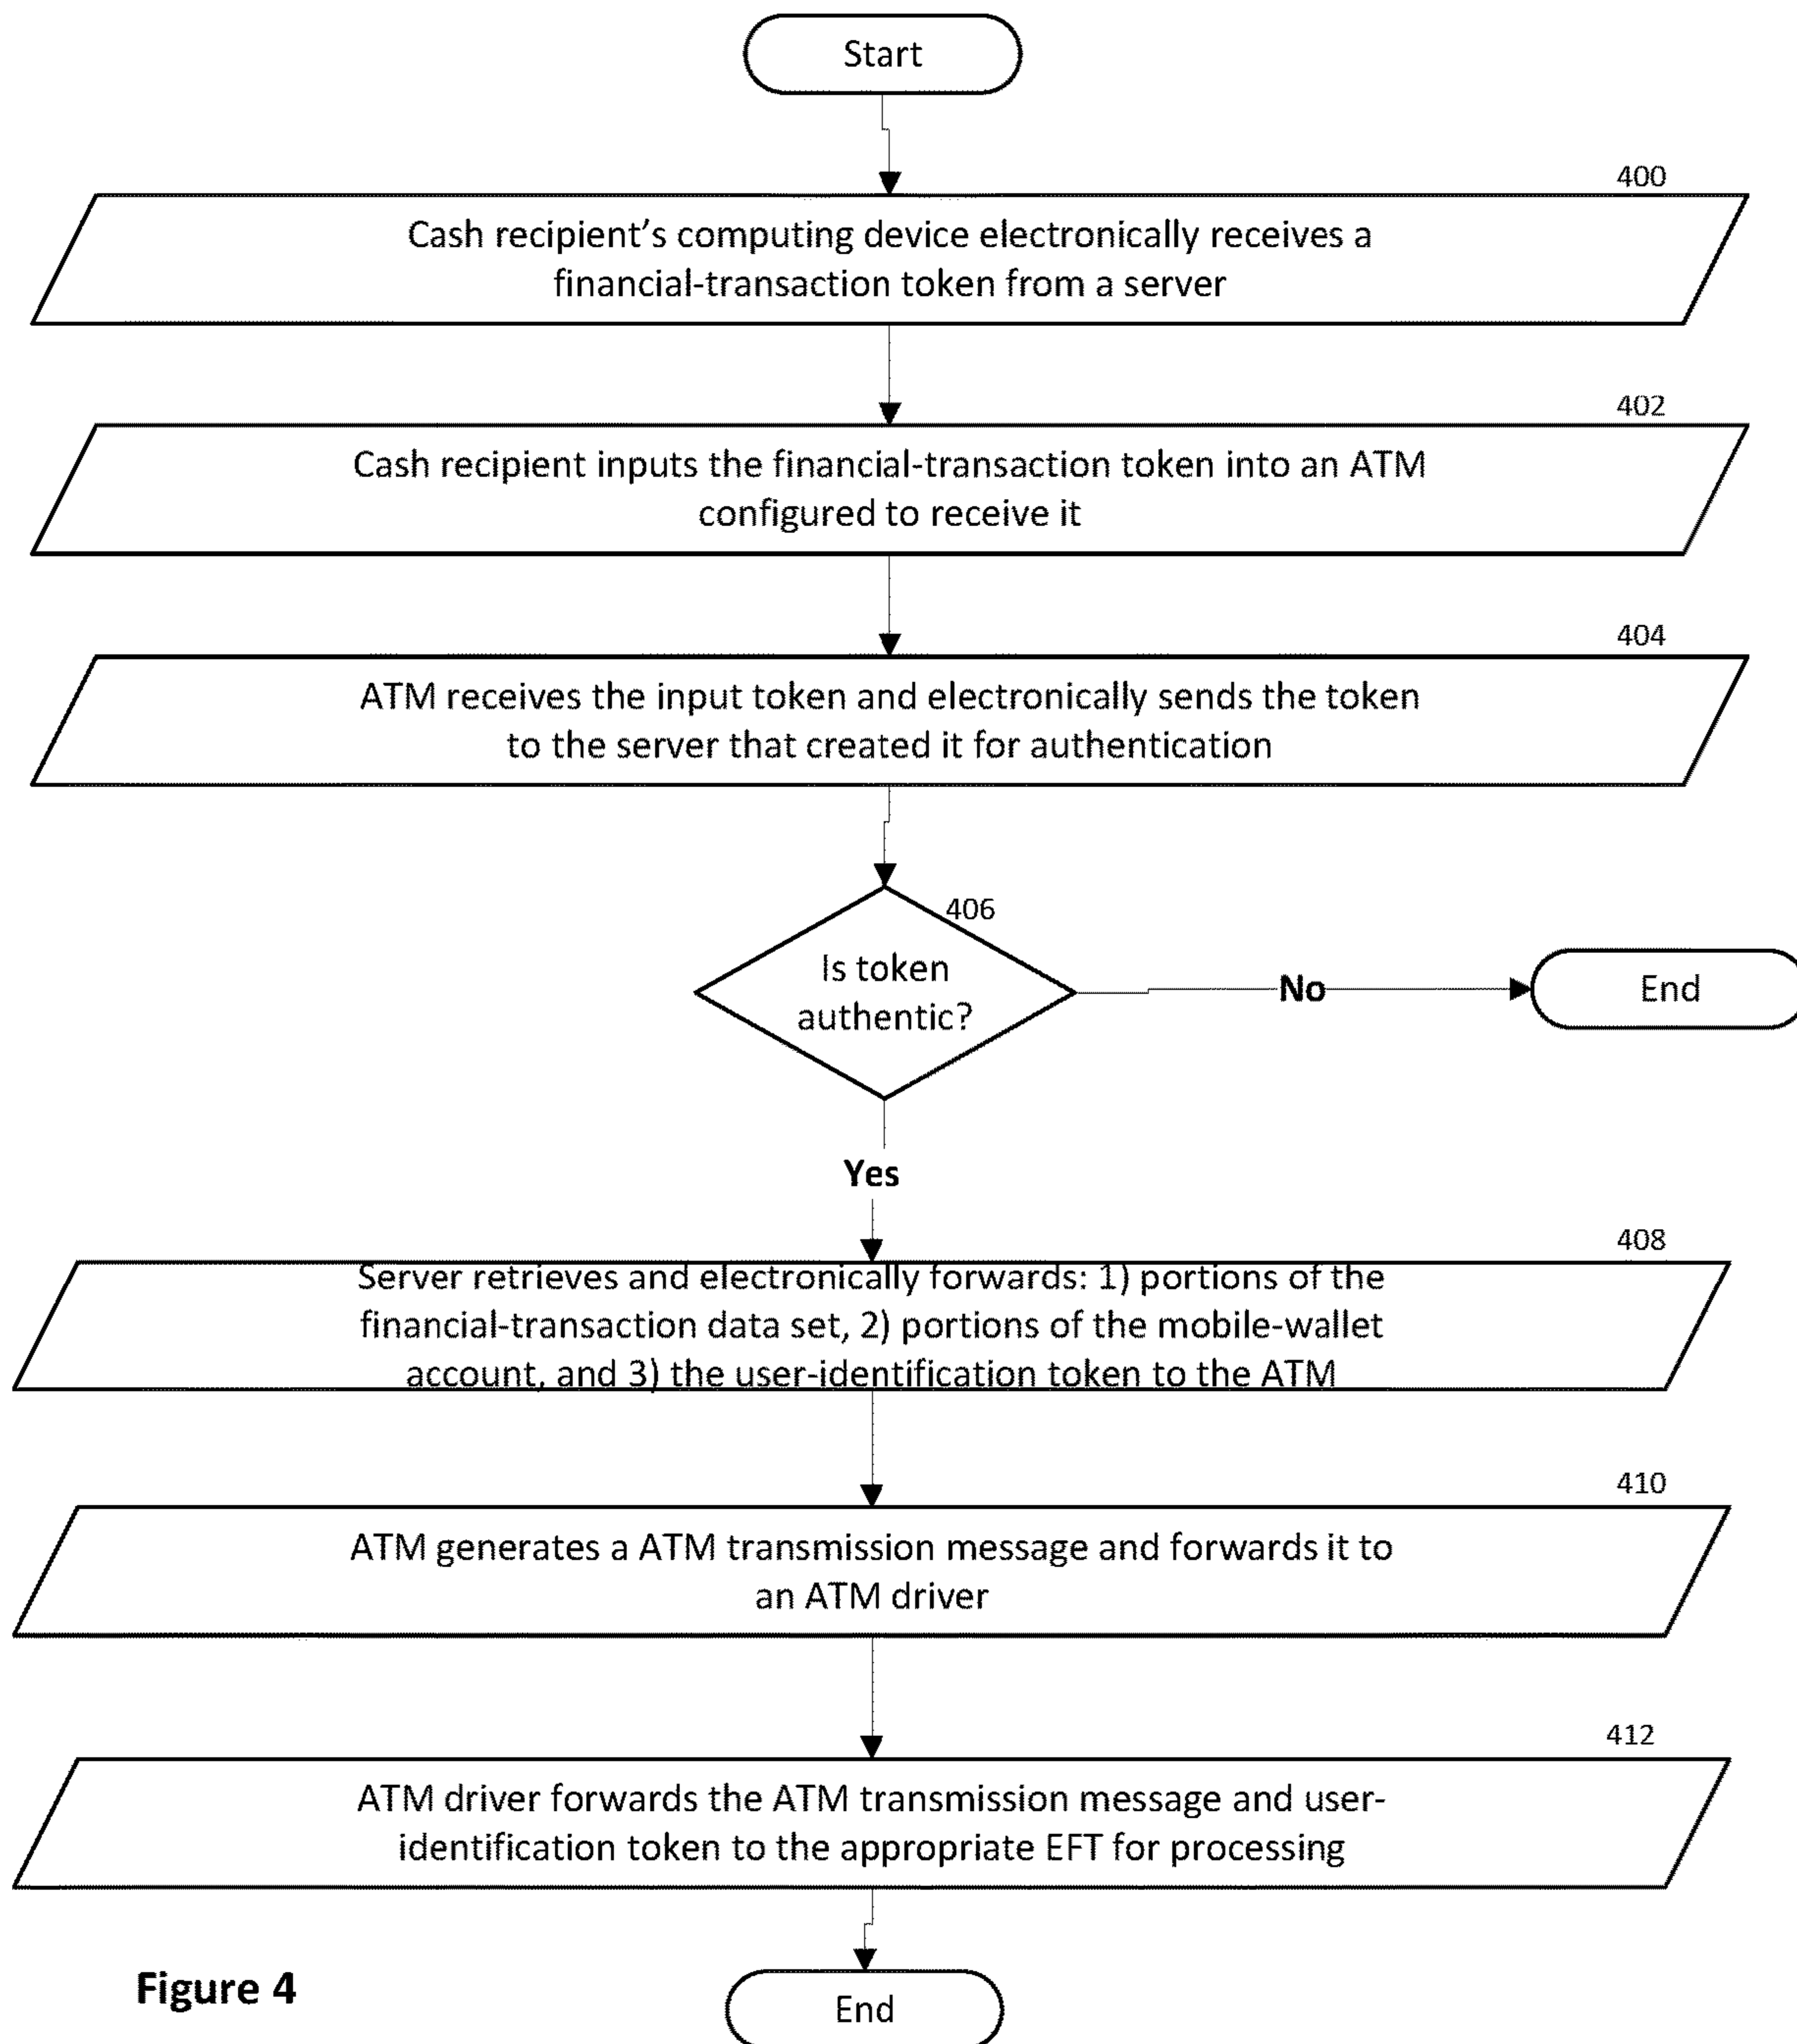 Start
400
Cash recipient's computing device electronically receives a
financial-transaction token from a server
402
Cash recipient inputs the financial-transaction token into an ATM
configured to receive it
404
ATM receives the input token and electronically sends the token
to the server that created it for authentication
406
Is token
authentic?
No
End
Yes
408
Server retrieves and electronically forwards: 1) portions of the
financial-transaction data set, 2) portions of the mobile-wallet
account, and 3) the user-identification token to the ATM
410
ATM generates a ATM transmission message and forwards it to
an ATM driver
412
ATM driver forwards the ATM transmission message and user-
identification token to the appropriate EFT for processing
Figure 4
End